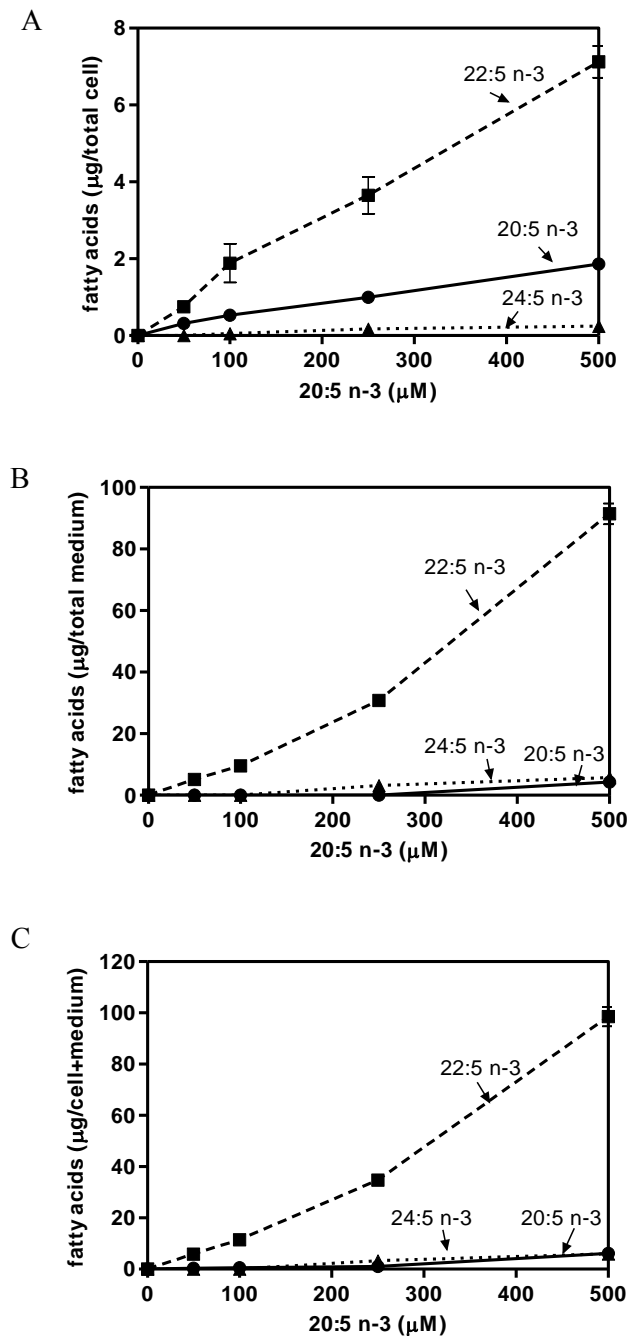 A
fatty acids (μg/total cell)
8
6
4
2
0
22:5 n-3
20:5 n-3
24:5 n-3
0 100 200 300 400 500
20:5 n-3 (μM)
B
fatty acids (μg/total medium)
100
80
60
40
20
0
22:5 n-3
24:5 n-3 20:5 n-3
0 100 200 300 400 500
20:5 n-3 (μM)
C
fatty acids (μg/cell+medium)
120
100
80
60
40
20
0
22:5 n-3
24:5 n-3 20:5 n-3
0 100 200 300 400 500
20:5 n-3 (μM)